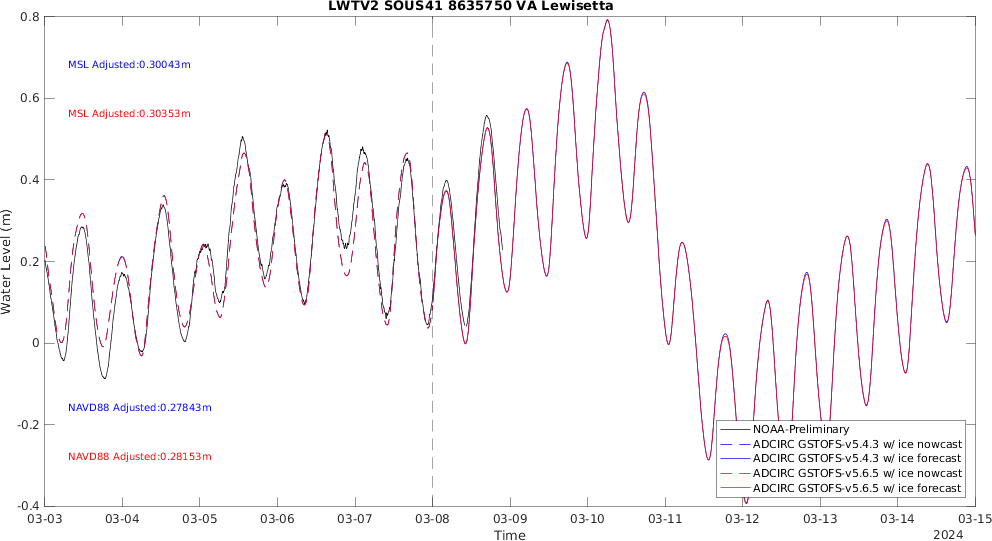 LWTV2 SOUS41 8635750 VA Lewisetta
0.8
0.6
0.4
0.2
0
-0.2
-0.4
Water Level (m)
MSL Adjusted:0.30043m
MSL Adjusted:0.30353m
NAVD88 Adjusted:0.27843m
NAVD88 Adjusted:0.28153m
NOAA-Preliminary
ADCIRC GSTOFS-v5.4.3 w/ ice nowcast
ADCIRC GSTOFS-v5.4.3 w/ ice forecast
ADCIRC GSTOFS-v5.6.5 w/ ice nowcast
ADCIRC GSTOFS-v5.6.5 w/ ice forecast
03-03 03-04 03-05 03-06 03-07 03-08 03-09 03-10 03-11 03-12 03-13 03-14 03-15
Time
2024